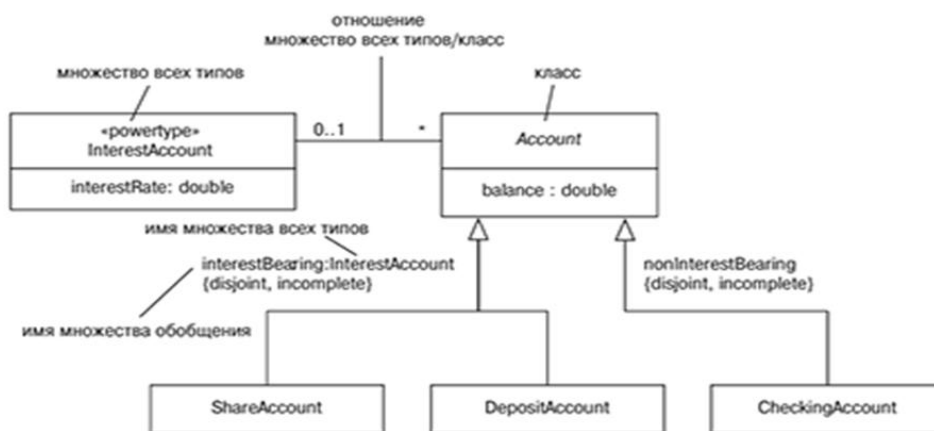 отношение
множество всех типов/класс
множество всех типов
класс
«powertype»
InterestAccount
0..1
*
Account
interestRate: double
balance : double
имя множества всех типов
interestBearing:InterestAccount
{disjoint, incomplete}
nonInterestBearing
{disjoint, incomplete}
имя множества обобщения
ShareAccount
DepositAccount
CheckingAccount